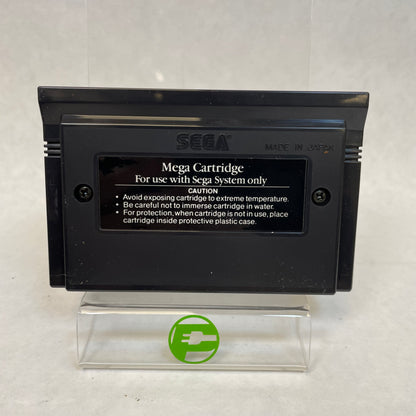 SEGA®
MADE IN JAPAN
Mega Cartridge
For use with Sega System only
CAUTION
• Avoid exposing cartridge to extreme temperature.
• Be careful not to immerse cartridge in water.
• For protection, when cartridge is not in use, place
cartridge inside protective plastic case.